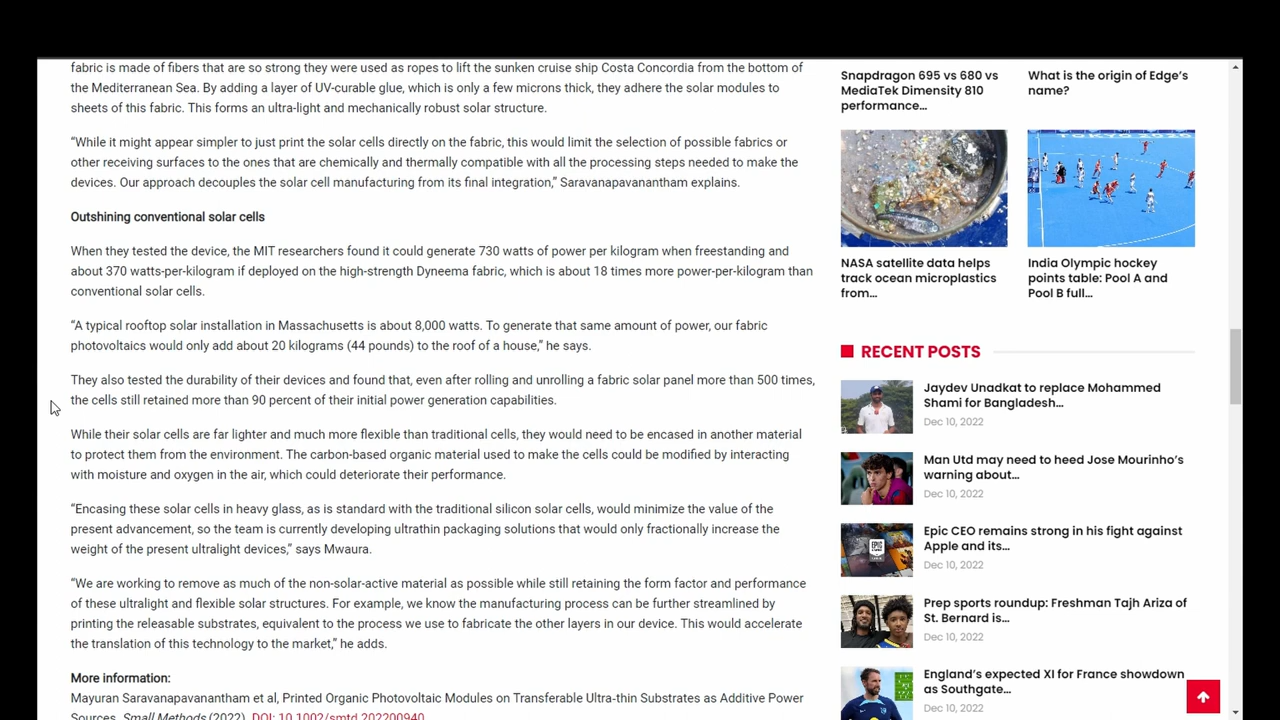 fabric is made of fibers that are so strong they were used as ropes to lift the sunken cruise ship Costa Concordia from the bottom of
the Mediterranean Sea. By adding a layer of UV-curable glue, which is only a few microns thick, they adhere the solar modules to
sheets of this fabric. This forms an ultra-light and mechanically robust solar structure.
“While it might appear simpler to just print the solar cells directly on the fabric, this would limit the selection of possible fabrics or
other receiving surfaces to the ones that are chemically and thermally compatible with all the processing steps needed to make the
devices. Our approach decouples the solar cell manufacturing from its final integration,” Saravanapavanantham explains.
Outshining conventional solar cells
When they tested the device, the MIT researchers found it could generate 730 watts of power per kilogram when freestanding and
about 370 watts-per-kilogram if deployed on the high-strength Dyneema fabric, which is about 18 times more power-per-kilogram than
conventional solar cells.
“A typical rooftop solar installation in Massachusetts is about 8,000 watts. To generate that same amount of power, our fabric
photovoltaics would only add about 20 kilograms (44 pounds) to the roof of a house,” he says.
They also tested the durability of their devices and found that, even after rolling and unrolling a fabric solar panel more than 500 times,
the cells still retained more than 90 percent of their initial power generation capabilities.
While their solar cells are far lighter and much more flexible than traditional cells, they would need to be encased in another material
to protect them from the environment. The carbon-based organic material used to make the cells could be modified by interacting
with moisture and oxygen in the air, which could deteriorate their performance.
“Encasing these solar cells in heavy glass, as is standard with the traditional silicon solar cells, would minimize the value of the
present advancement, so the team is currently developing ultrathin packaging solutions that would only fractionally increase the
weight of the present ultralight devices,” says Mwaura.
“We are working to remove as much of the non-solar-active material as possible while still retaining the form factor and performance
of these ultralight and flexible solar structures. For example, we know the manufacturing process can be further streamlined by
printing the releasable substrates, equivalent to the process we use to fabricate the other layers in our device. This would accelerate
the translation of this technology to the market,” he adds.
More information:
Mayuran Saravanapavanantham et al, Printed Organic Photovoltaic Modules on Transferable Ultra-thin Substrates as Additive Power
Sources, Small Methods (2022). DOI: 10.1002/smtd.202200940
Snapdragon 695 vs 680 vs
MediaTek Dimensity 810
performance…
What is the origin of Edge’s
name?
NASA satellite data helps
track ocean microplastics
from…
India Olympic hockey
points table: Pool A and
Pool B full…
RECENT POSTS
Jaydev Unadkat to replace Mohammed
Shami for Bangladesh…
Dec 10, 2022
Man Utd may need to heed Jose Mourinho’s
warning about…
Dec 10, 2022
EPIC
Epic CEO remains strong in his fight against
Apple and its…
Dec 10, 2022
Prep sports roundup: Freshman Tajh Ariza of
St. Bernard is…
Dec 10, 2022
England’s expected XI for France showdown
as Southgate…
Dec 10, 2022